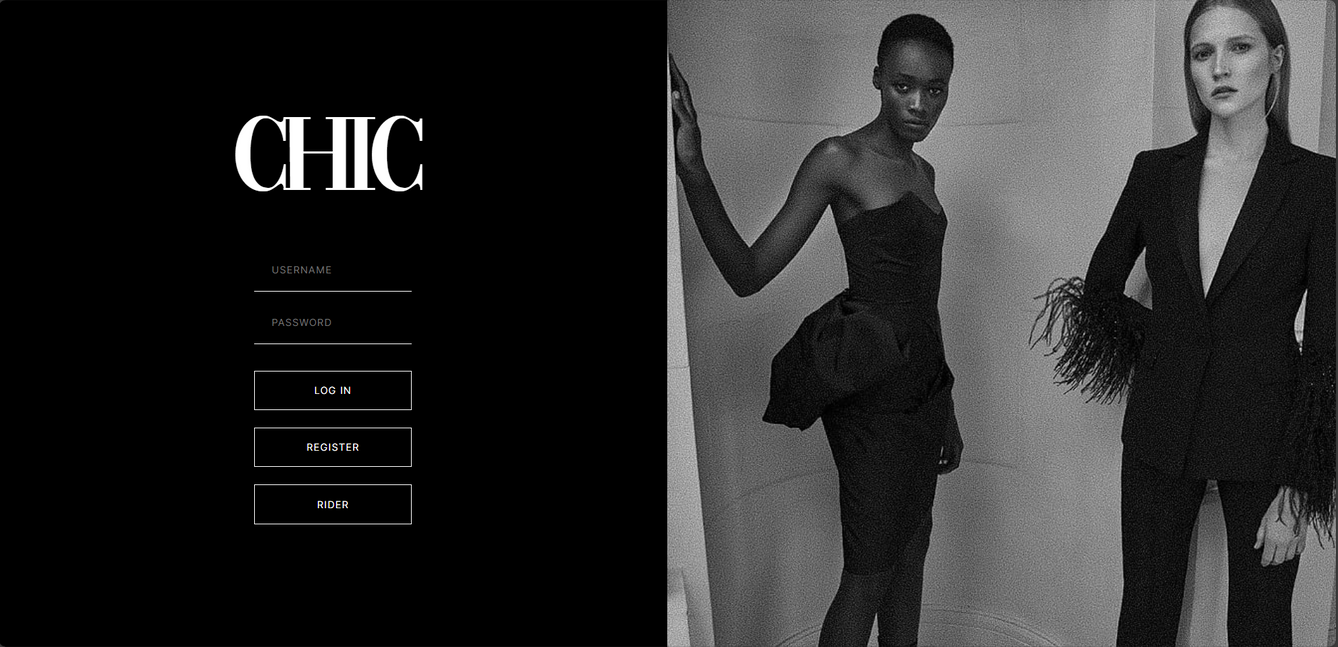 CHIC
USERNAME
PASSWORD
LOG IN
REGISTER
RIDER